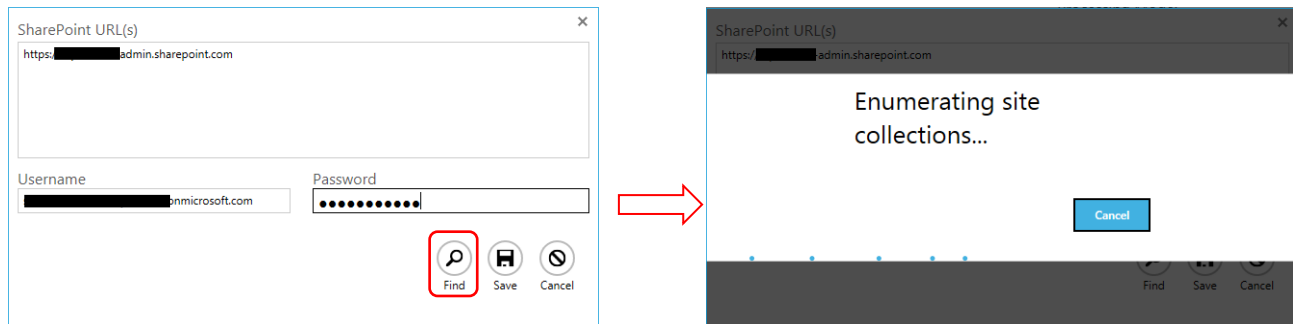 SharePoint URL(s)
https:/ admin.sharepoint.com
Username
Password
onmicrosoft.com
Find
Save
Cancel
SharePoint URL(s)
https:/ -admin.sharepoint.com
Enumerating site
collections...
Cancel
Find
Save
Cancel